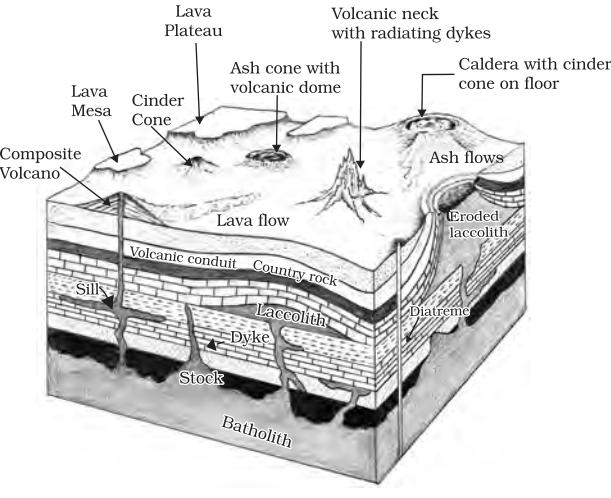 Lava
Plateau
Volcanic neck
with radiating dykes
Ash cone with
volcanic dome
Caldera with cinder
cone on floor
Lava
Mesa
Cinder
Cone
Composite
Volcano
Ash flows
Lava flow
Eroded
laccolith
Volcanic conduit
Country rock
Sill
Laccolith
Diatreme
Dyke
Stock
Batholith